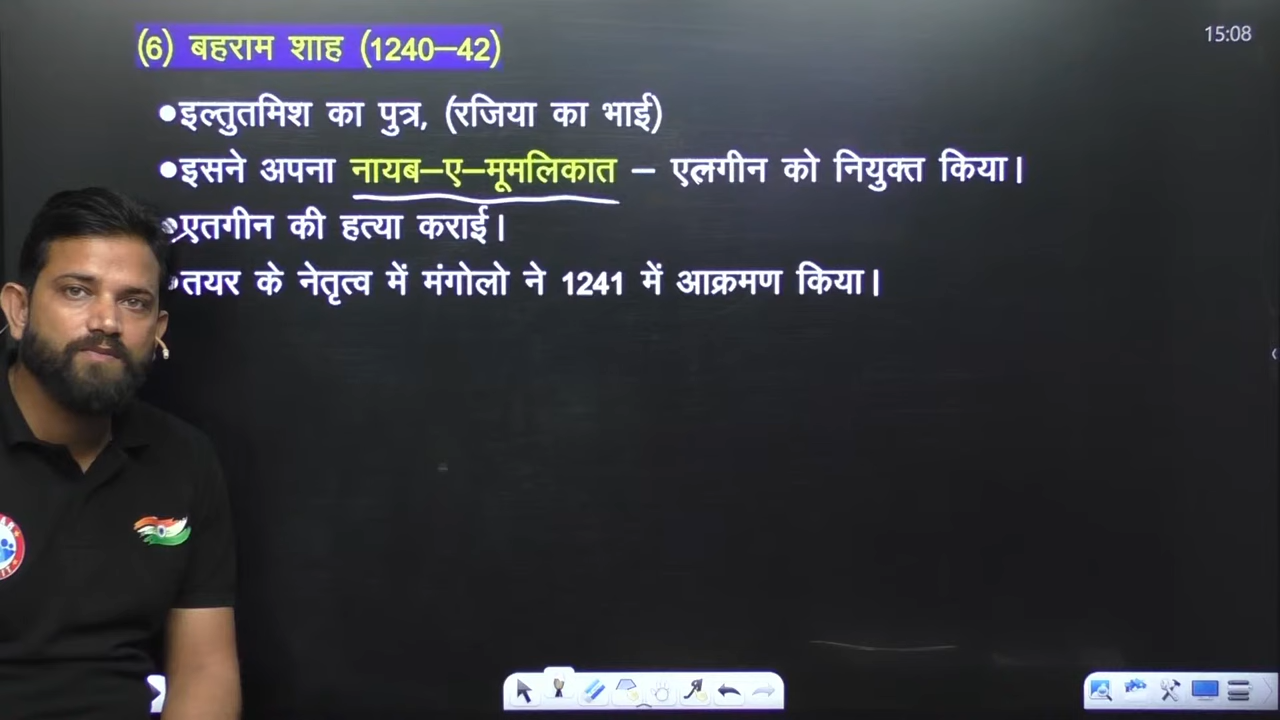 (6) बहराम शाह (1240–42)
15:08
•इल्तुतमिश का पुत्र, (रजिया का भाई)
•इसने अपना नायब–ए–मूमलिकात – एलगीन को नियुक्त किया।
•एतगीन की हत्या कराई।
•तयर के नेतृत्व में मंगोलो ने 1241 में आक्रमण किया।